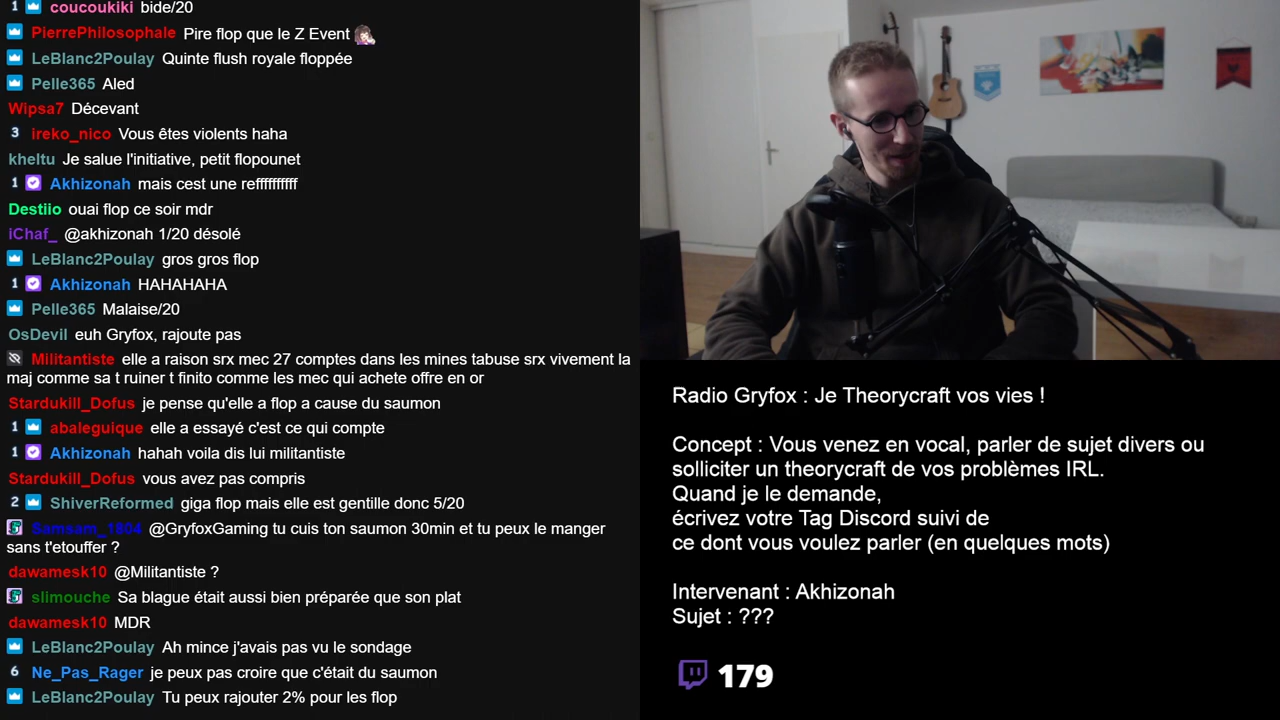 1 coucoukiki bide/20
PierrePhilosophale Pire flop que le Z Event
LeBlanc2Poulay Quinte flush royale floppée
Pelle365 Aled
Wipsa7 Décevant
3 ireko_nico Vous êtes violents haha
kheltu Je salue l'initiative, petit flopounet
1 Akhizonah mais cest une reffffffffff
Destiio ouai flop ce soir mdr
iChaf_ @akhizonah 1/20 désolé
LeBlanc2Poulay gros gros flop
1 Akhizonah HAHAHAHA
Pelle365 Malaise/20
OsDevil euh Gryfox, rajoute pas
Militantiste elle a raison srx mec 27 comptes dans les mines tabuse srx vivement la
maj comme sa t ruiner t finito comme les mec qui achete offre en or
Stardukill_Dofus je pense qu'elle a flop a cause du saumon
1 abaleguique elle a essayé c'est ce qui compte
1 Akhizonah hahah voila dis lui militantiste
Stardukill_Dofus vous avez pas compris
2 ShiverReformed giga flop mais elle est gentille donc 5/20
Samsam_1804 @GryfoxGaming tu cuis ton saumon 30min et tu peux le manger
sans t'etouffer ?
dawamesk10 @Militantiste ?
slimouche Sa blague était aussi bien préparée que son plat
dawamesk10 MDR
LeBlanc2Poulay Ah mince j'avais pas vu le sondage
6 Ne_Pas_Rager je peux pas croire que c'était du saumon
LeBlanc2Poulay Tu peux rajouter 2% pour les flop
Radio Gryfox : Je Theorycraft vos vies !
Concept : Vous venez en vocal, parler de sujet divers ou
solliciter un theorycraft de vos problèmes IRL.
Quand je le demande,
écrivez votre Tag Discord suivi de
ce dont vous voulez parler (en quelques mots)
Intervenant : Akhizonah
Sujet : ???
179